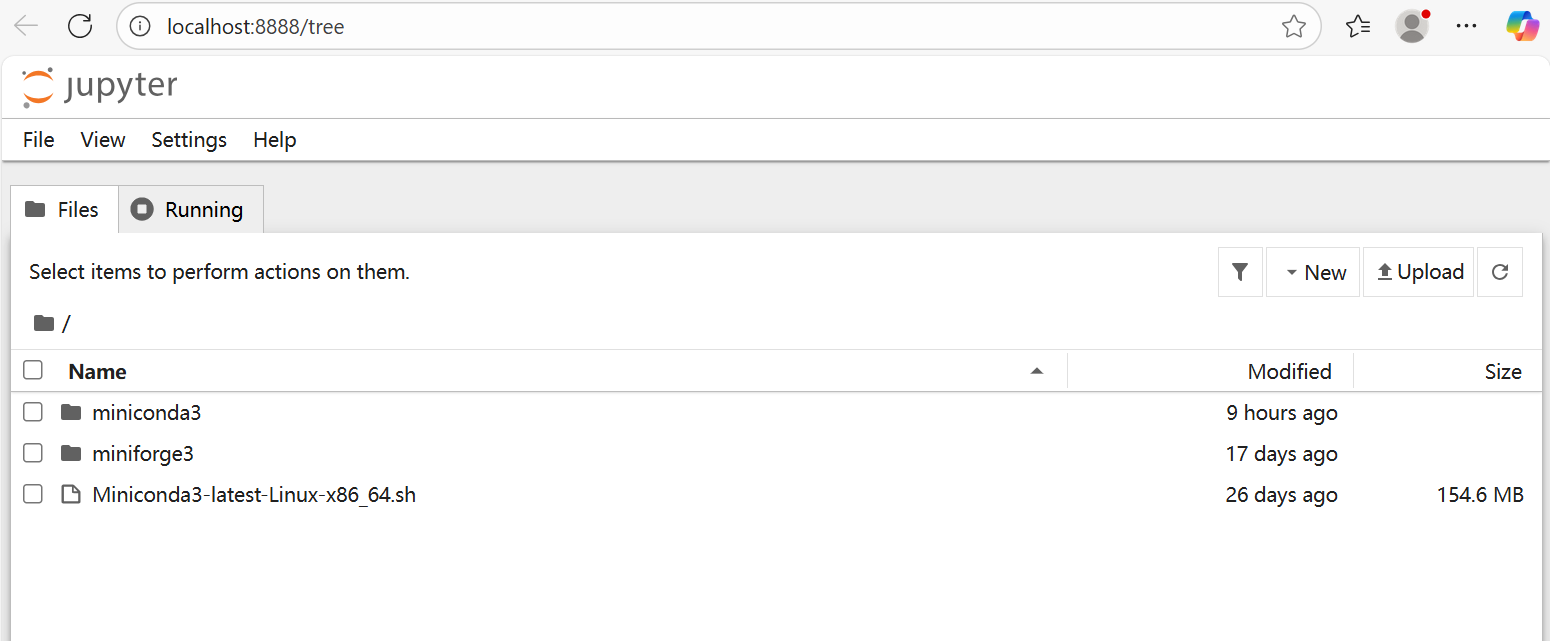 localhost:8888/tree
jupyter
File View Settings Help
Files Running
Select items to perform actions on them.
New Upload
/
Name Modified Size
miniconda3 9 hours ago
miniforge3 17 days ago
Miniconda3-latest-Linux-x86_64.sh 26 days ago 154.6 MB